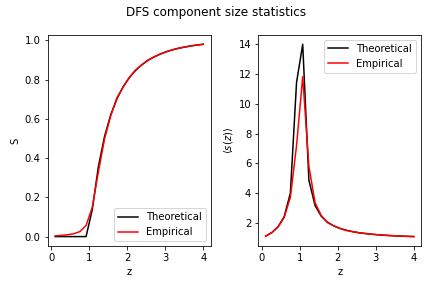 DFS component size statistics
1.0
0.8
0.6
0.4
0.2
0.0
S
0 1 2 3 4
z
Theoretical
Empirical
14
12
10
8
6
4
2
⟨s(z)⟩
0 1 2 3 4
z
Theoretical
Empirical